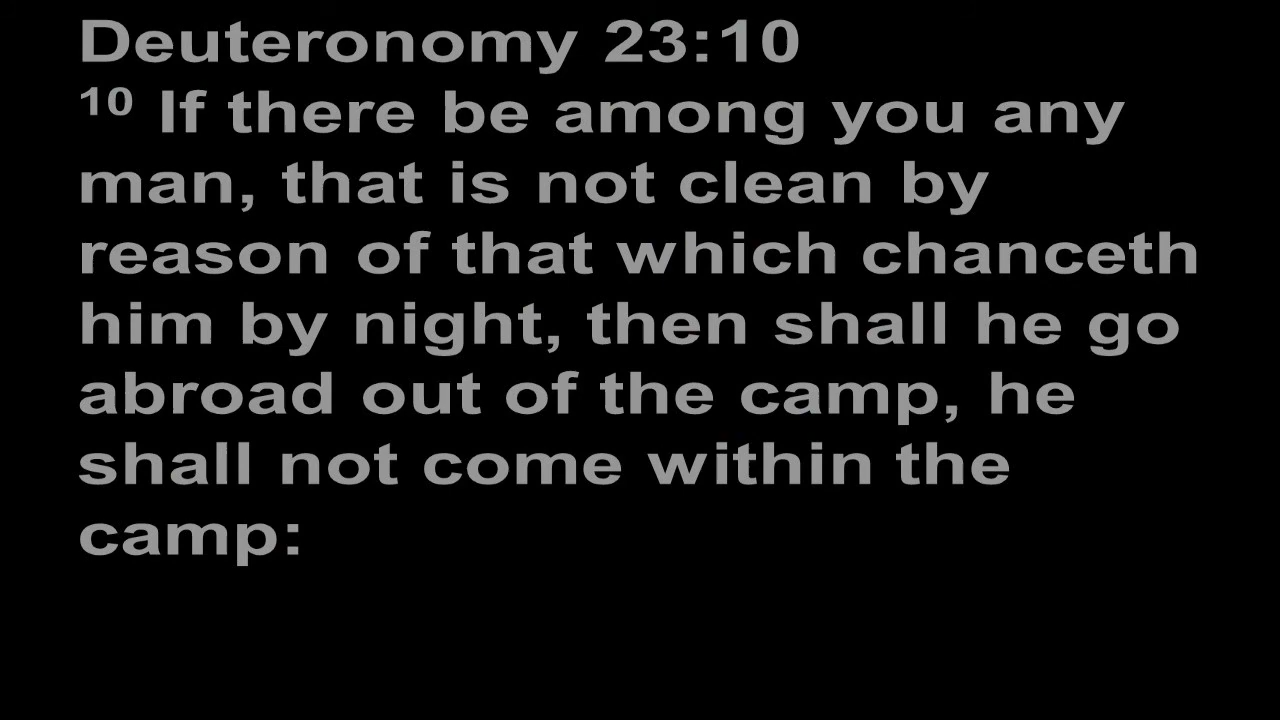 Deuteronomy 23:10
10 If there be among you any
man, that is not clean by
reason of that which chanceth
him by night, then shall he go
abroad out of the camp, he
shall not come within the
camp: